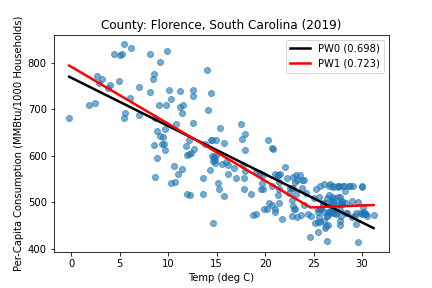 County: Florence, South Carolina (2019)
PW0 (0.698)
PW1 (0.723)
Per-Capita Consumption (MMBtu/1000 Households)
800
700
600
500
400
0 5 10 15 20 25 30
Temp (deg C)